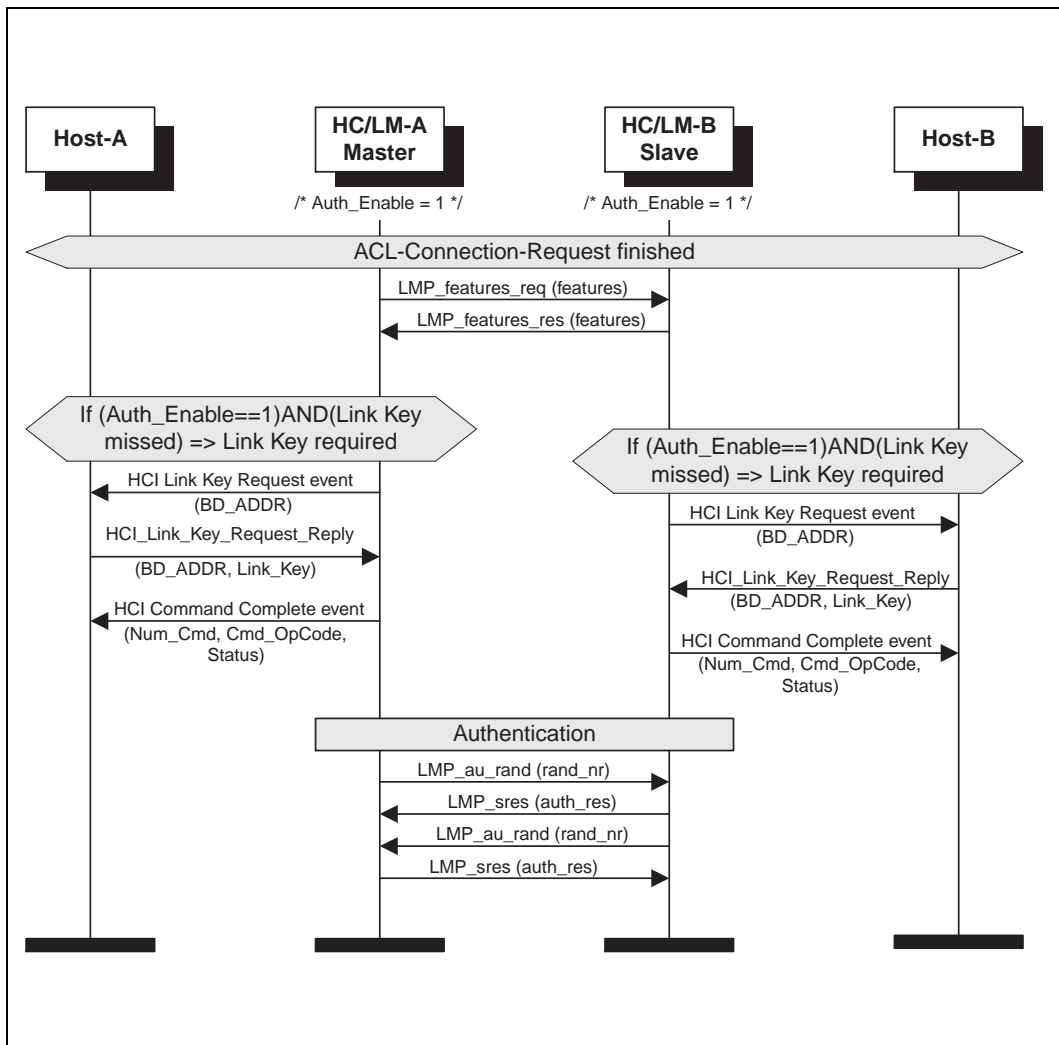 Host-A
HC/LM-A
Master
HC/LM-B
Slave
Host-B
/* Auth_Enable = 1 */
/* Auth_Enable = 1 */
ACL-Connection-Request finished
LMP_features_req (features)
LMP_features_res (features)
If (Auth_Enable==1)AND(Link Key
missed) => Link Key required
If (Auth_Enable==1)AND(Link Key
missed) => Link Key required
HCI Link Key Request event
(BD_ADDR)
HCI_Link_Key_Request_Reply
(BD_ADDR, Link_Key)
HCI Command Complete event
(Num_Cmd, Cmd_OpCode,
Status)
HCI Link Key Request event
(BD_ADDR)
HCI_Link_Key_Request_Reply
(BD_ADDR, Link_Key)
HCI Command Complete event
(Num_Cmd, Cmd_OpCode,
Status)
Authentication
LMP_au_rand (rand_nr)
LMP_sres (auth_res)
LMP_au_rand (rand_nr)
LMP_sres (auth_res)